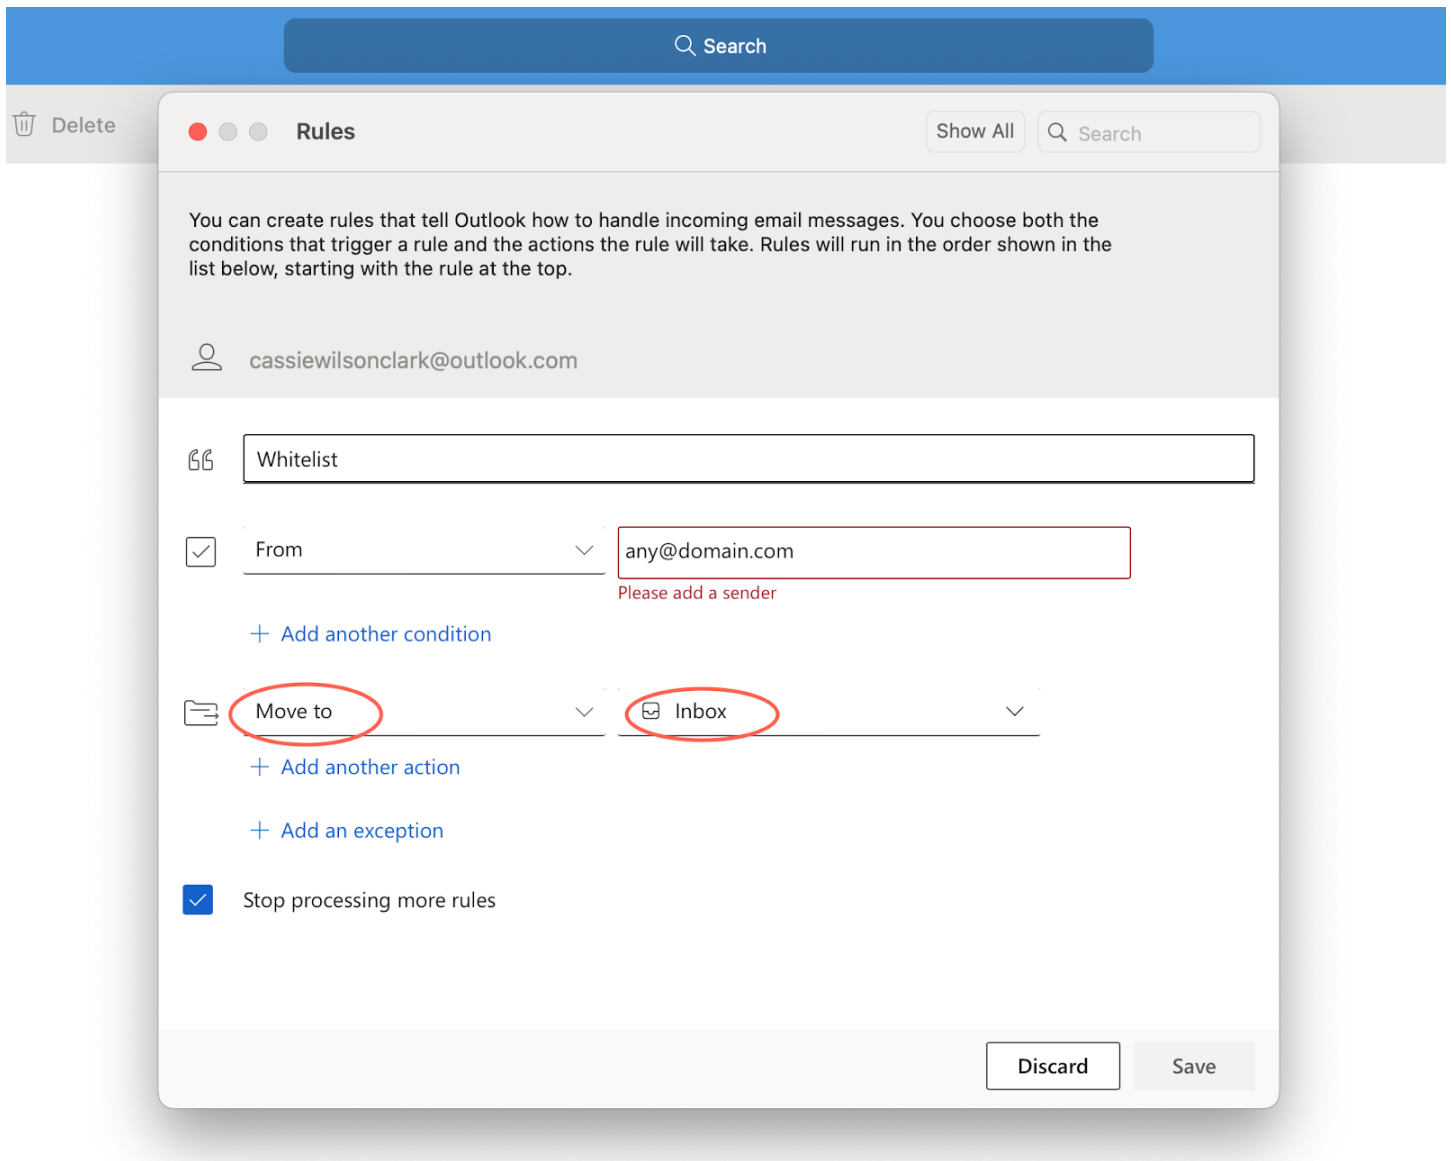 Search
Delete
Rules
Show All
Search
You can create rules that tell Outlook how to handle incoming email messages. You choose both the
conditions that trigger a rule and the actions the rule will take. Rules will run in the order shown in the
list below, starting with the rule at the top.
cassiewilsonclark@outlook.com
Whitelist
From
any@domain.com
Please add a sender
Add another condition
Move to
Inbox
Add another action
Add an exception
Stop processing more rules
Discard
Save